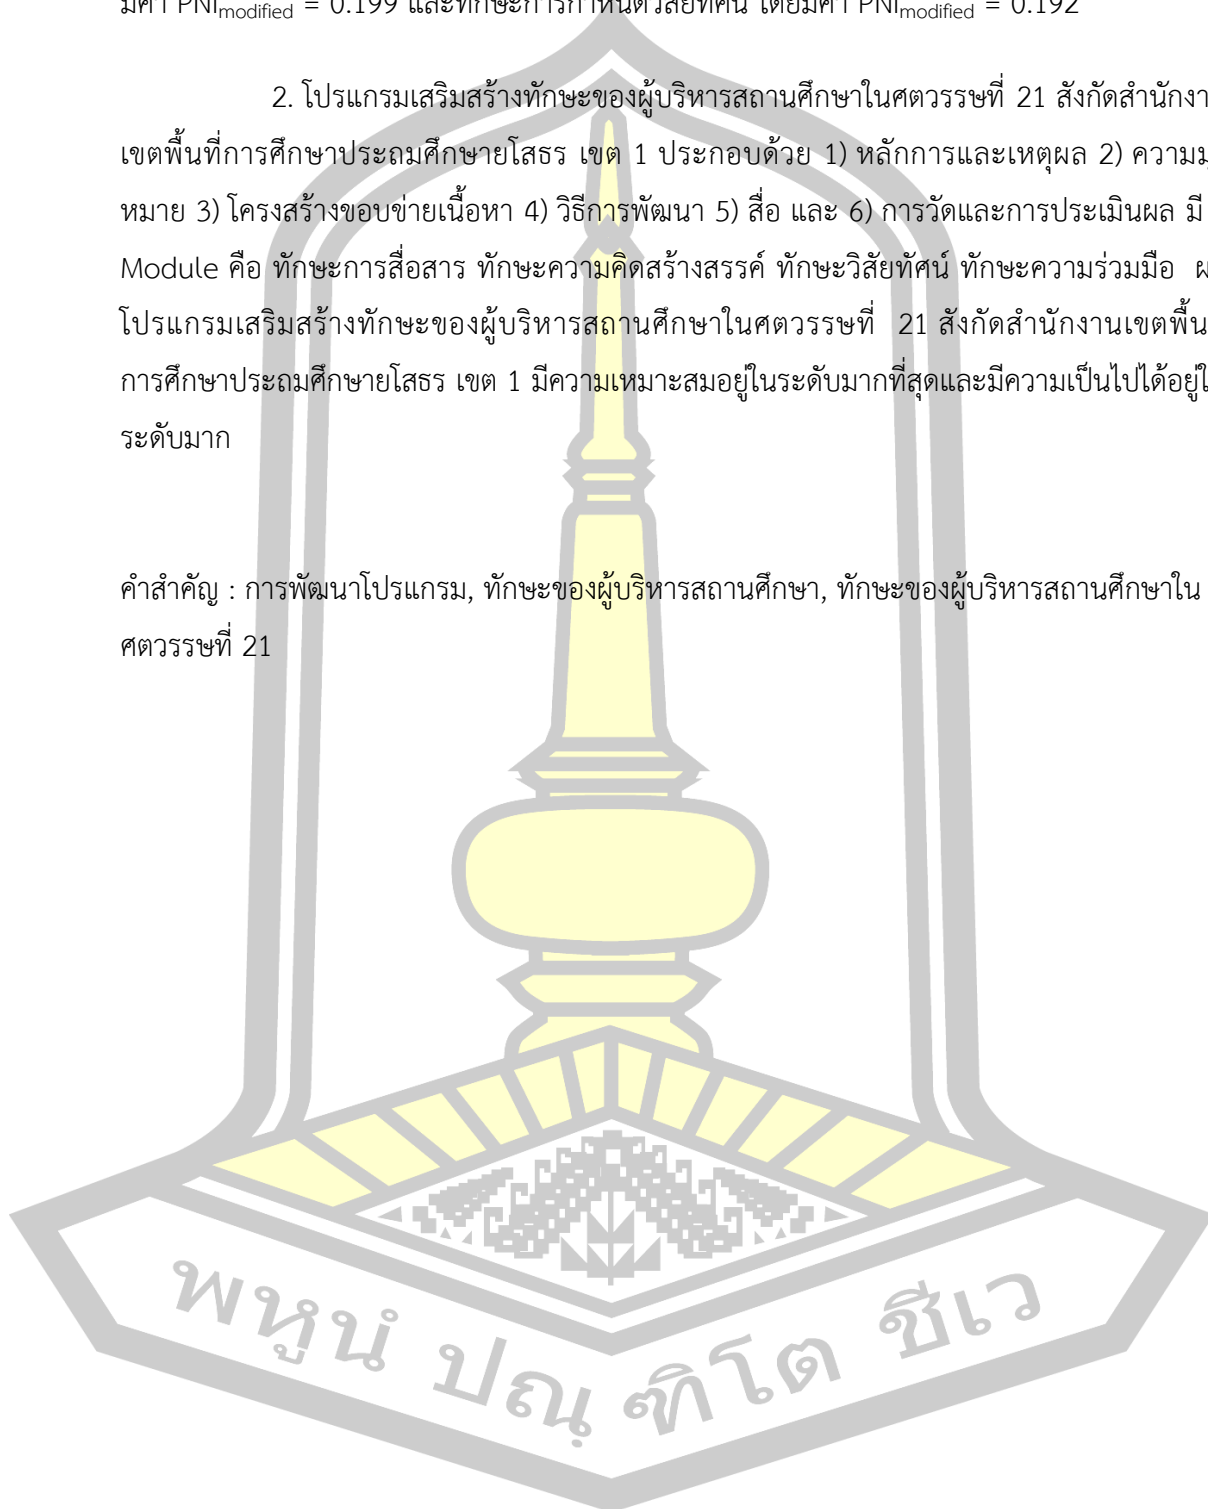 มีค่า PNImodified = 0.199 และทักษะการกำหนดวิสัยทัศน์ โดยมีค่า PNImodified = 0.192
2. โปรแกรมเสริมสร้างทักษะของผู้บริหารสถานศึกษาในศตวรรษที่ 21 สังกัดสำนักงา
เขตพื้นที่การศึกษาประถมศึกษายโสธร เขต 1 ประกอบด้วย 1) หลักการและเหตุผล 2) ความมุ
หมาย 3) โครงสร้างขอบข่ายเนื้อหา 4) วิธีการพัฒนา 5) สื่อ และ 6) การวัดและการประเมินผล มี
Module คือ ทักษะการสื่อสาร ทักษะความคิดสร้างสรรค์ ทักษะวิสัยทัศน์ ทักษะความร่วมมือ ผ
โปรแกรมเสริมสร้างทักษะของผู้บริหารสถานศึกษาในศตวรรษที่ 21 สังกัดสำนักงานเขตพื้น
การศึกษาประถมศึกษายโสธร เขต 1 มีความเหมาะสมอยู่ในระดับมากที่สุดและมีความเป็นไปได้อยู่ใ
ระดับมาก
คำสำคัญ : การพัฒนาโปรแกรม, ทักษะของผู้บริหารสถานศึกษา, ทักษะของผู้บริหารสถานศึกษาใน
ศตวรรษที่ 21
พหูนํ ปณฺฑิโต ชีเว